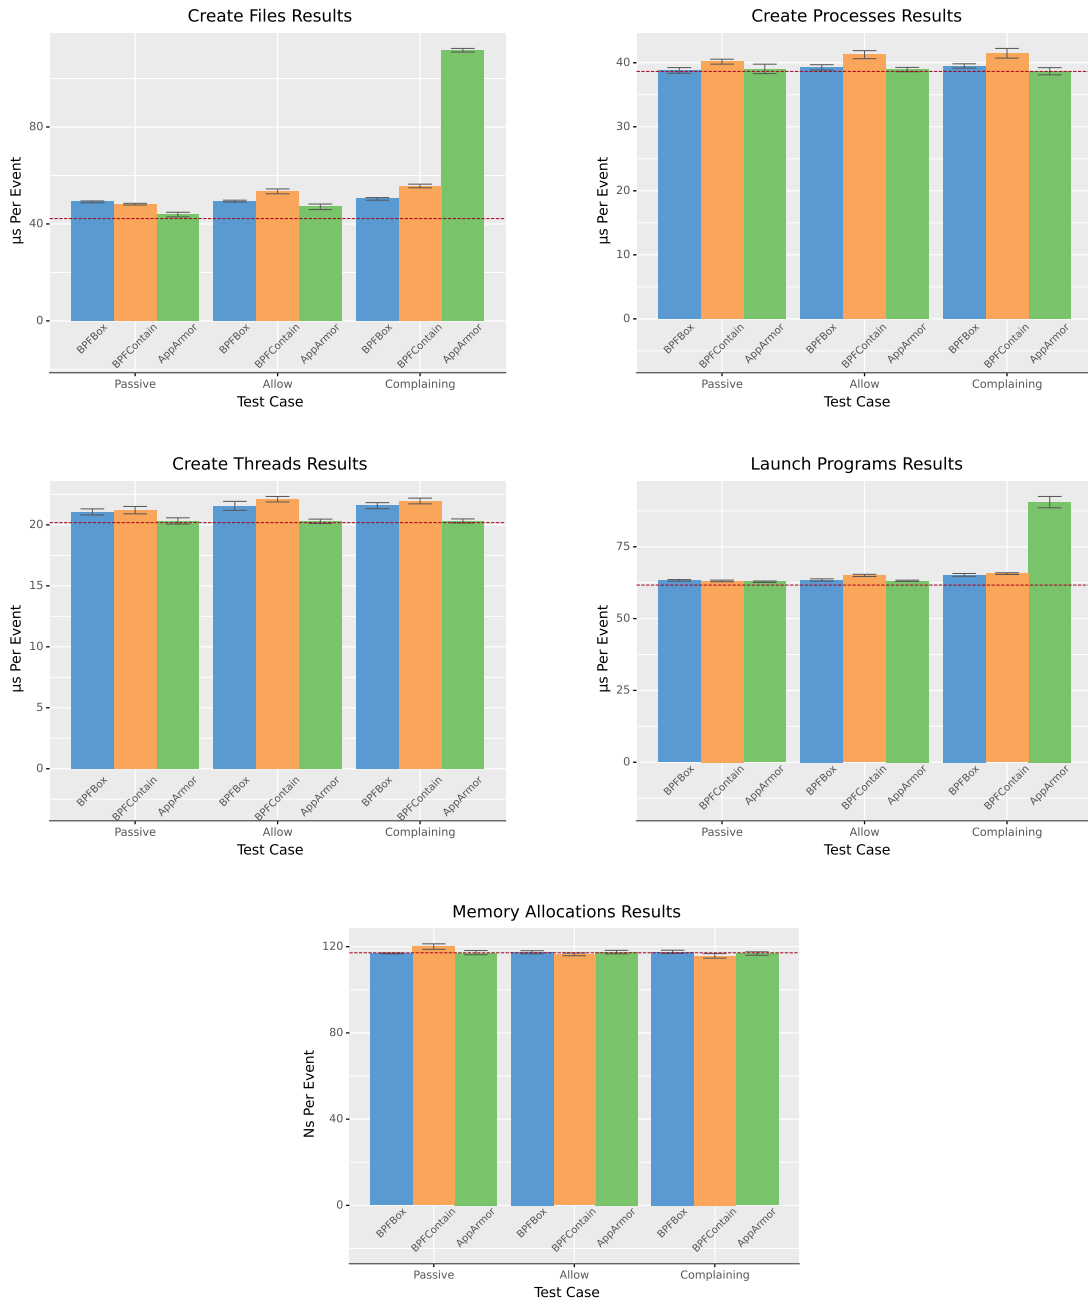 Create Files Results
µs Per Event
80
40
0
BPFBox
BPFContain
AppArmor
BPFBox
BPFContain
AppArmor
BPFBox
BPFContain
AppArmor
Passive
Allow
Complaining
Test Case
Create Processes Results
µs Per Event
40
30
20
10
0
BPFBox
BPFContain
AppArmor
BPFBox
BPFContain
AppArmor
BPFBox
BPFContain
AppArmor
Passive
Allow
Complaining
Test Case
Create Threads Results
µs Per Event
20
15
10
5
0
BPFBox
BPFContain
AppArmor
BPFBox
BPFContain
AppArmor
BPFBox
BPFContain
AppArmor
Passive
Allow
Complaining
Test Case
Launch Programs Results
µs Per Event
75
50
25
0
BPFBox
BPFContain
AppArmor
BPFBox
BPFContain
AppArmor
BPFBox
BPFContain
AppArmor
Passive
Allow
Complaining
Test Case
Memory Allocations Results
Ns Per Event
120
80
40
0
BPFBox
BPFContain
AppArmor
BPFBox
BPFContain
AppArmor
BPFBox
BPFContain
AppArmor
Passive
Allow
Complaining
Test Case